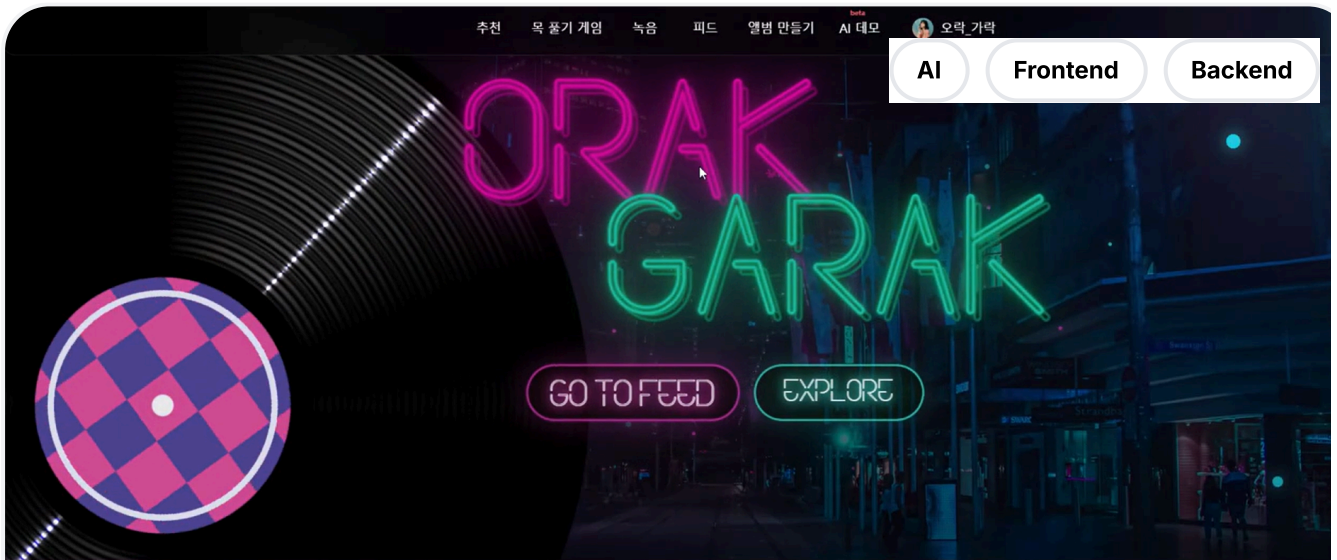 추천 목 풀기 게임 녹음 피드 앨범 만들기 beta AI 데모 오락_가락
AI Frontend Backend
ORAK
GARAK
GO TO FEED EXPLORE